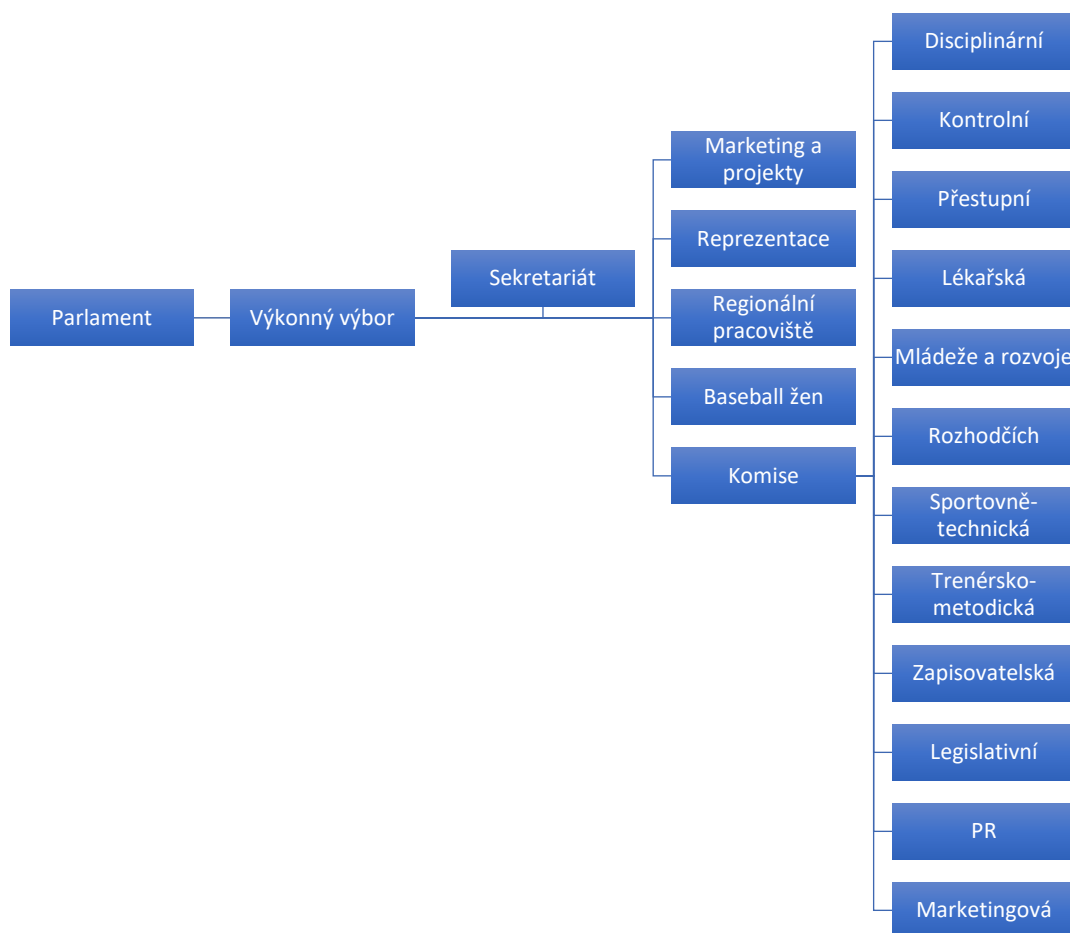 Parlament
Výkonný výbor
Sekretariát
Marketing a
projekty
Reprezentace
Regionální
pracoviště
Baseball žen
Komise
Disciplinární
Kontrolní
Přestupní
Lékařská
Mládeže a rozvoje
Rozhodčích
Sportovně-
technická
Trenérsko-
metodická
Zapisovatelská
Legislativní
PR
Marketingová